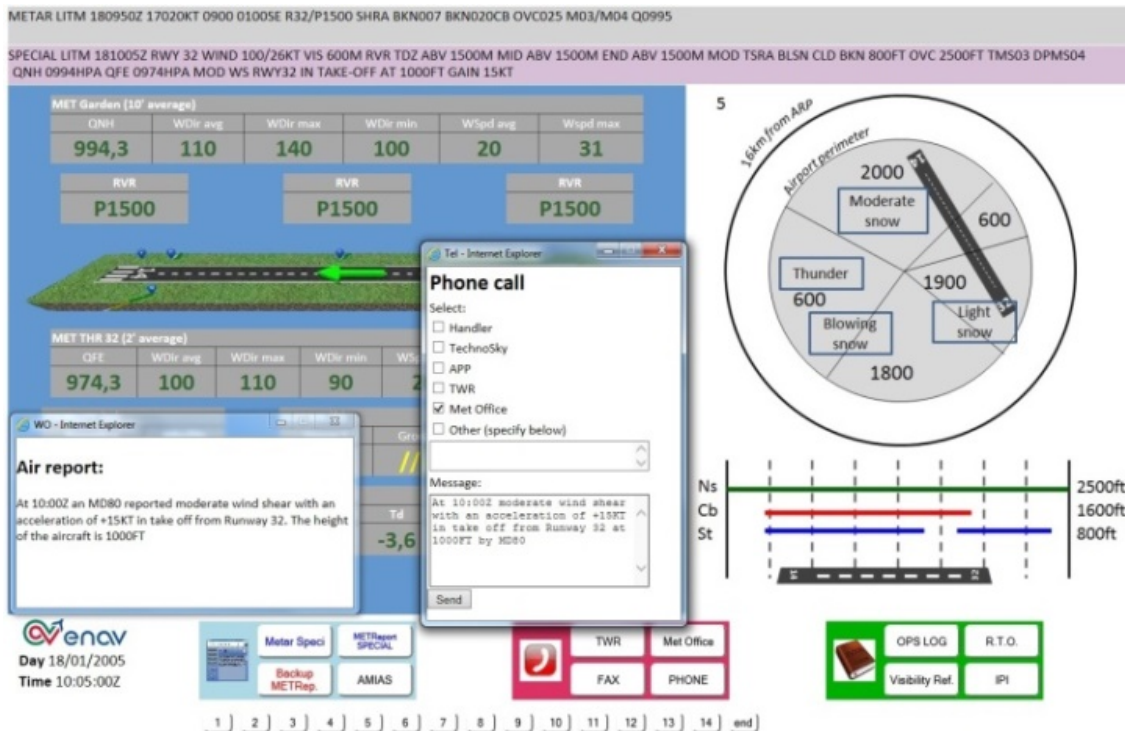 METAR LITM 180950Z 17020KT 0900 0100SE R32/P1500 SHRA BKN007 BKN020CB OVC025 M03/M04 Q0995
SPECIAL LITM 181005Z RWY 32 WIND 100/26KT VIS 600M RVR TDZ ABV 1500M MID ABV 1500M END ABV 1500M MOD TSRA BLSN CLD BKN 800FT OVC 2500FT TMS03 DPMS04
QNH 0994HPA QFE 0974HPA MOD WS RWY32 IN TAKE-OFF AT 1000FT GAIN 15KT
MET Garden (10' average)
QNH WDir avg WDir max WDir min WSpd avg Wspd max
994,3 110 140 100 20 31
RVR RVR RVR
P1500 P1500 P1500
MET THR 32 (2' average)
QFE WDir avg WDir max WDir min
974,3 100 110 90
Td
-3,6
WO - Internet Explorer
Air report:
At 10:00Z an MD80 reported moderate wind shear with an
acceleration of +15KT in take off from Runway 32. The height
of the aircraft is 1000FT
Tel - Internet Explorer
Phone call
Select:
Handler
TechnoSky
APP
TWR
Met Office
Other (specify below)
Message:
At 10:00Z moderate wind shear
with an acceleration of +15KT
in take off from Runway 32 at
1000FT by MD80
Send
5
16km from ARP
Airport perimeter
2000
Moderate
snow
600
Thunder
600
1900
Blowing
snow
Light
snow
1800
Ns 2500ft
Cb 1600ft
St 800ft
14 32
enav
Day 18/01/2005
Time 10:05:00Z
Metar Speci
METReport
SPECIAL
Backup
METRep.
AMIAS
TWR
Met Office
FAX
PHONE
OPS LOG
R.T.O.
Visibility Ref.
IPI
1 2 3 4 5 6 7 8 9 10 11 12 13 14 end